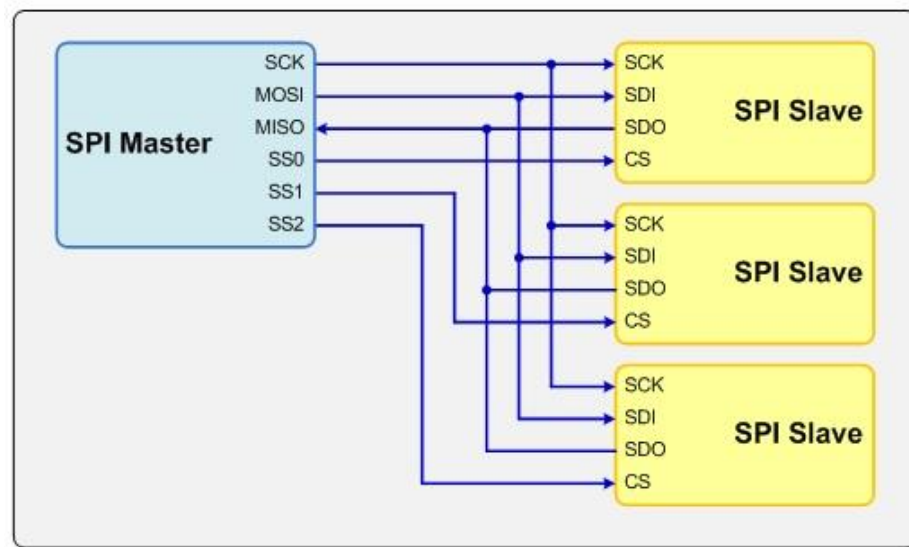 SPI Master
SCK
MOSI
MISO
SS0
SS1
SS2
SCK
SDI
SDO
CS
SPI Slave
SCK
SDI
SDO
CS
SPI Slave
SCK
SDI
SDO
CS
SPI Slave